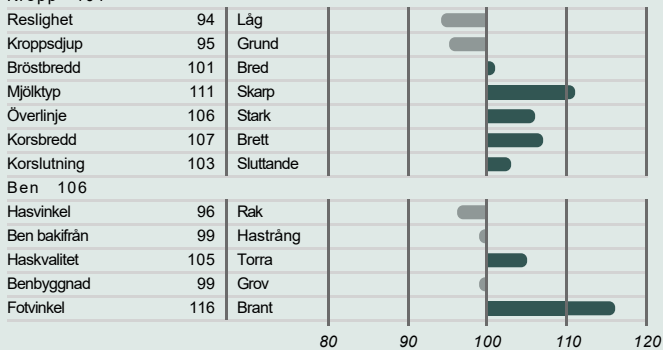 Reslighet 94 Låg
Kroppsdjup 95 Grund
Bröstbredd 101 Bred
Mjölktyp 111 Skarp
Överlinje 106 Stark
Korsbredd 107 Brett
Korslutning 103 Sluttande
Ben 106
Hasvinkel 96 Rak
Ben bakifrån 99 Hastrång
Haskvalitet 105 Torra
Benbyggnad 99 Grov
Fotvinkel 116 Brant
80 90 100 110 120